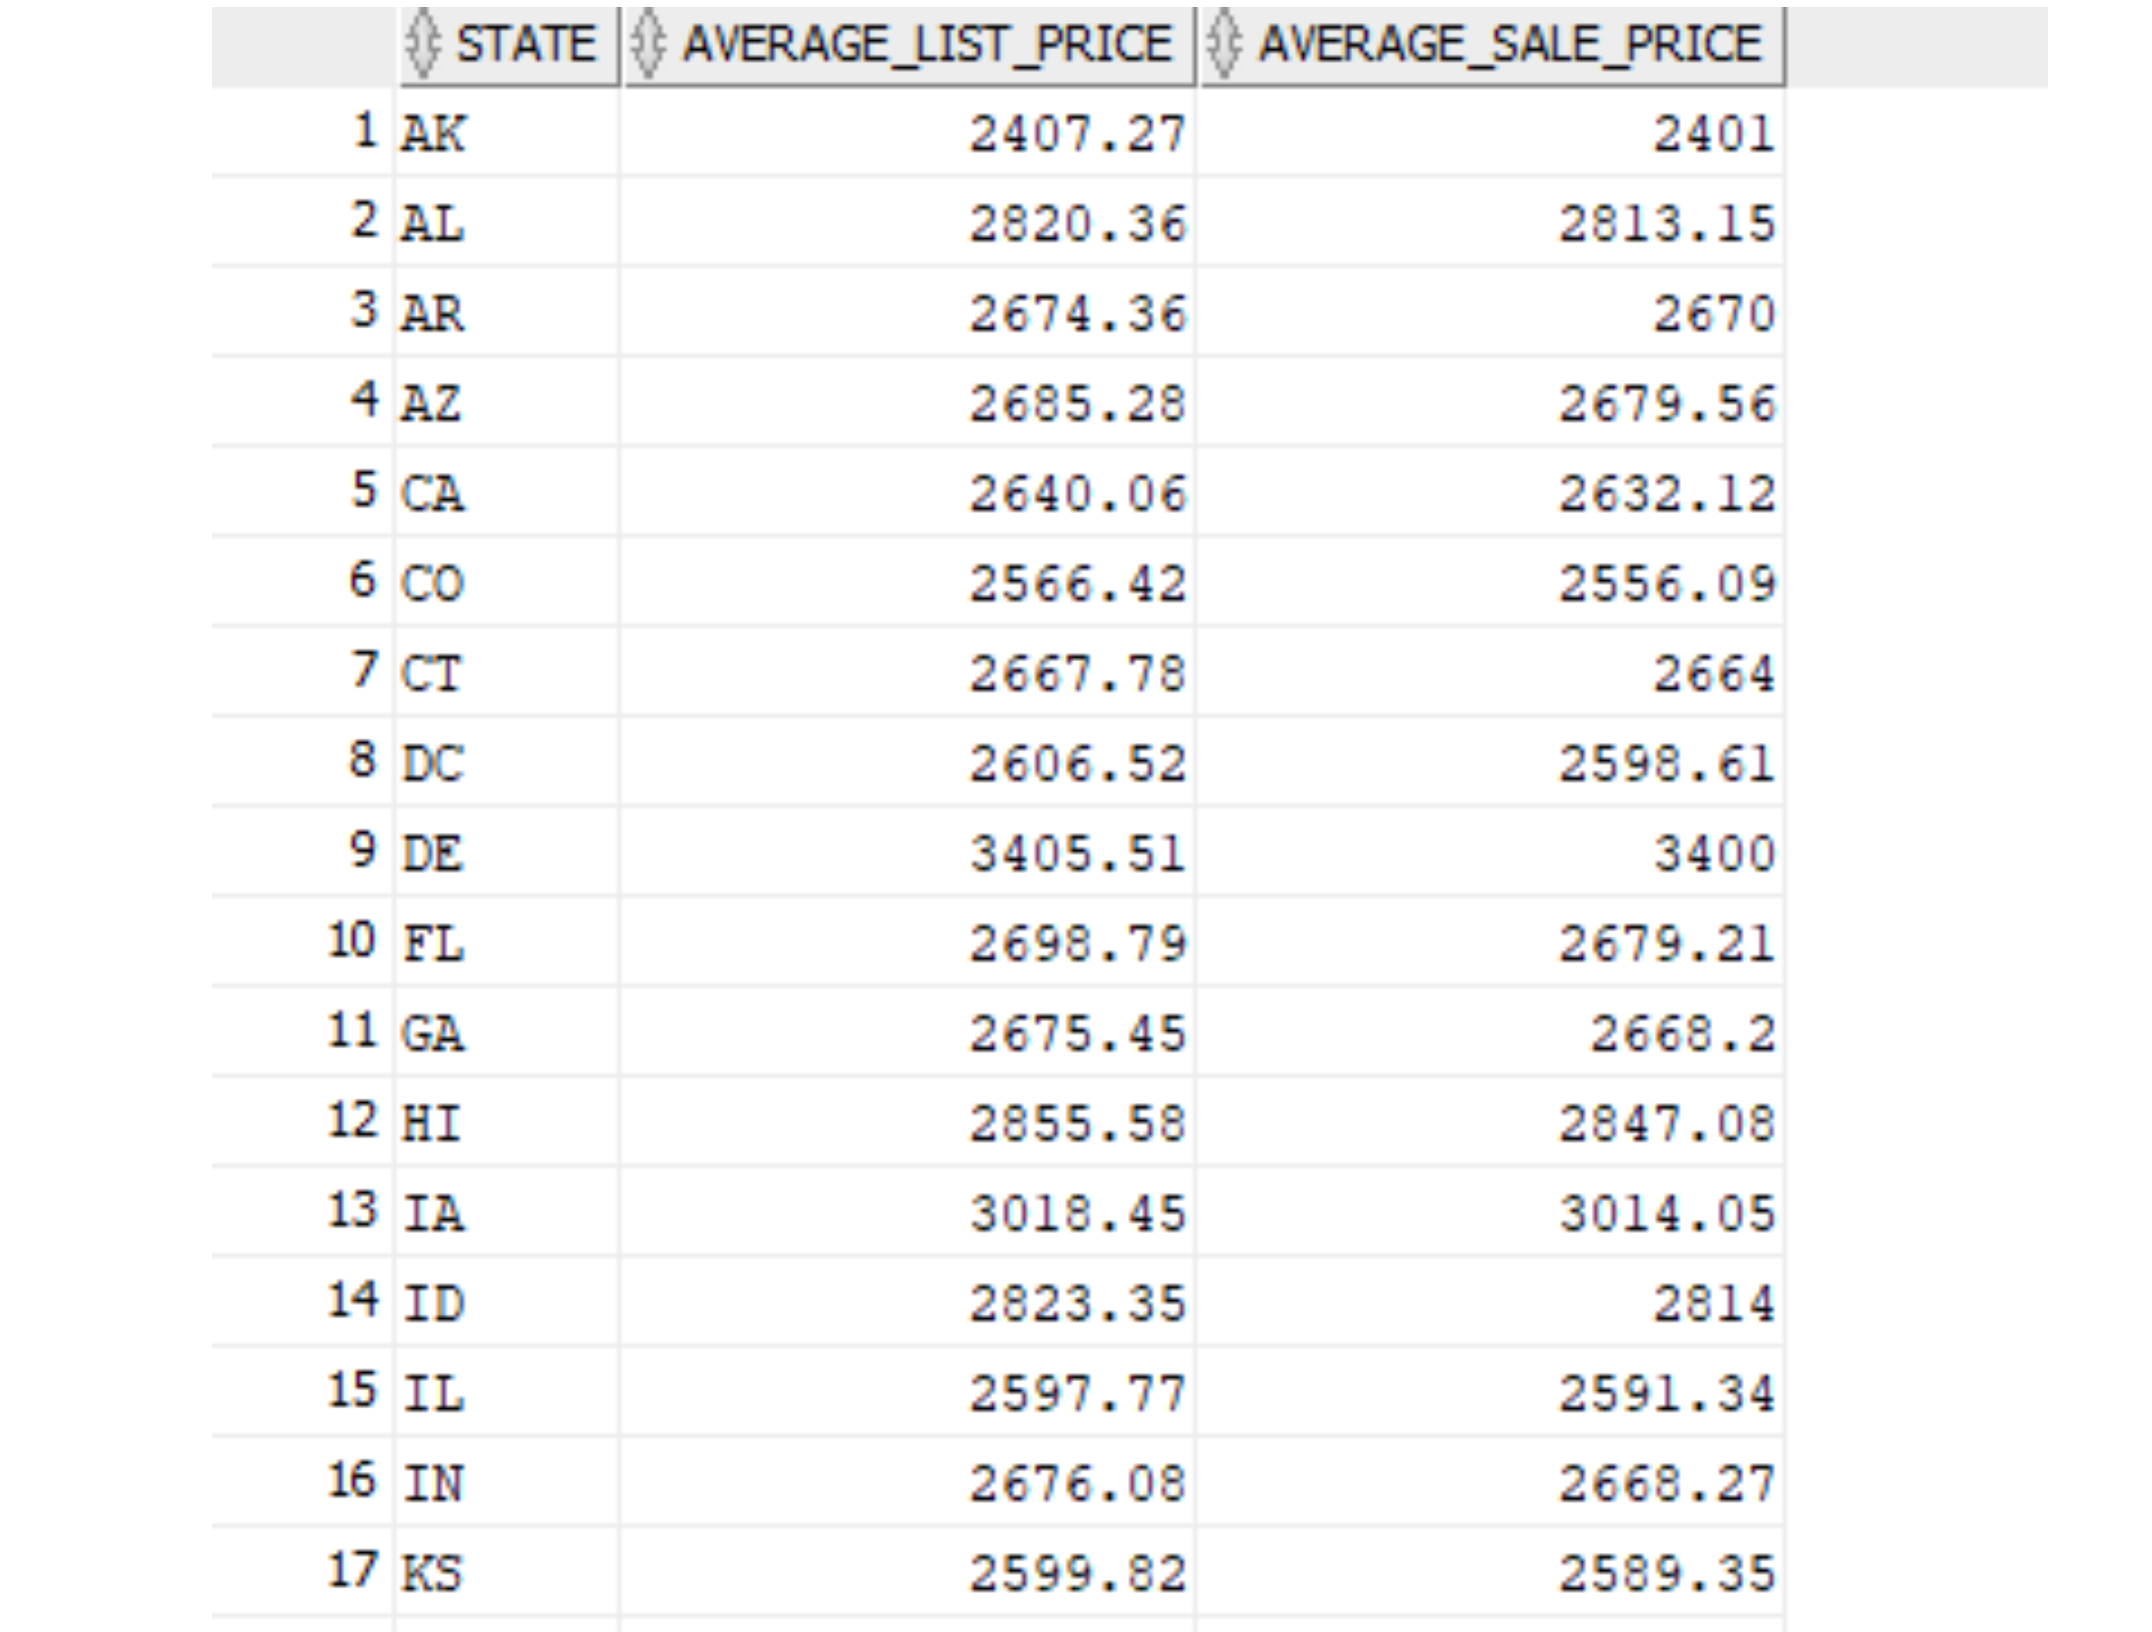 STATE AVERAGE_LIST_PRICE AVERAGE_SALE_PRICE
1 AK 2407.27 2401
2 AL 2820.36 2813.15
3 AR 2674.36 2670
4 AZ 2685.28 2679.56
5 CA 2640.06 2632.12
6 CO 2566.42 2556.09
7 CT 2667.78 2664
8 DC 2606.52 2598.61
9 DE 3405.51 3400
10 FL 2698.79 2679.21
11 GA 2675.45 2668.2
12 HI 2855.58 2847.08
13 IA 3018.45 3014.05
14 ID 2823.35 2814
15 IL 2597.77 2591.34
16 IN 2676.08 2668.27
17 KS 2599.82 2589.35